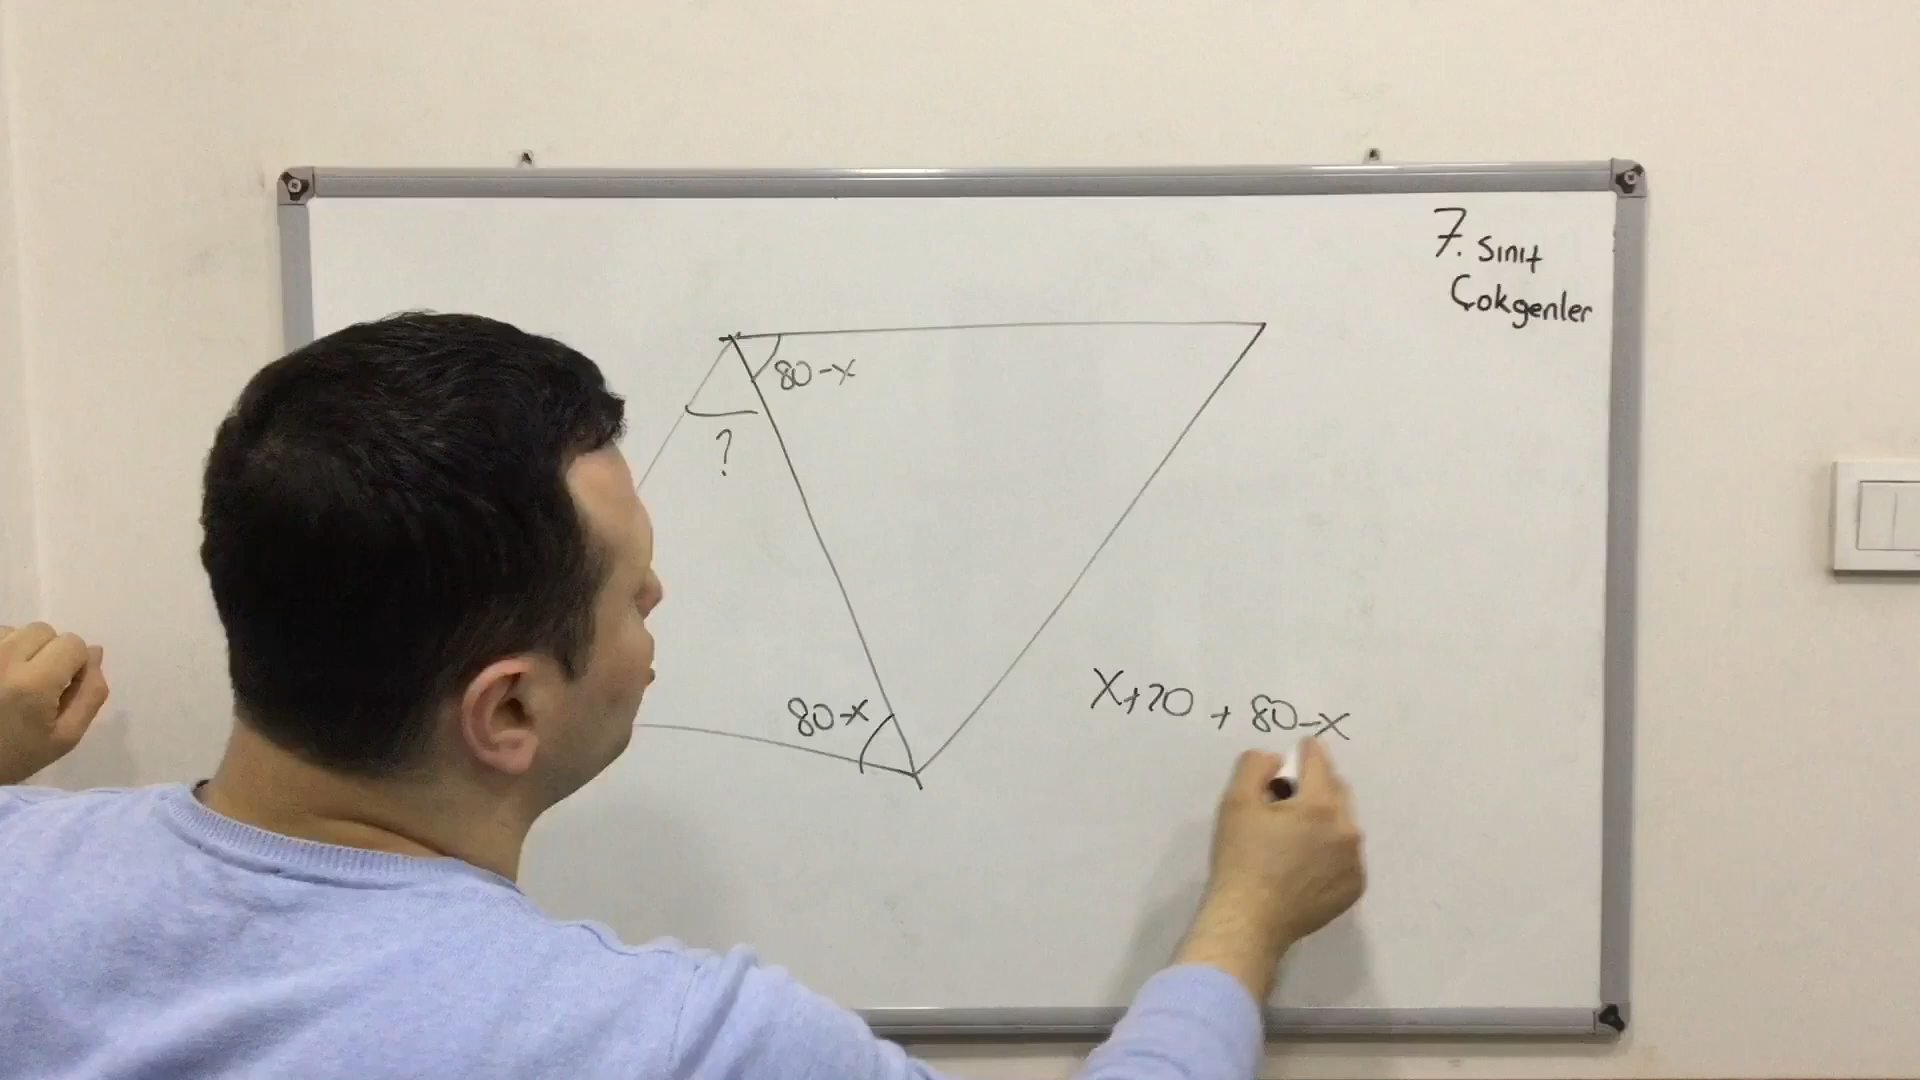 7. Sınıf
Çokgenler
80-x
?
80-x
x+20 + 80-x